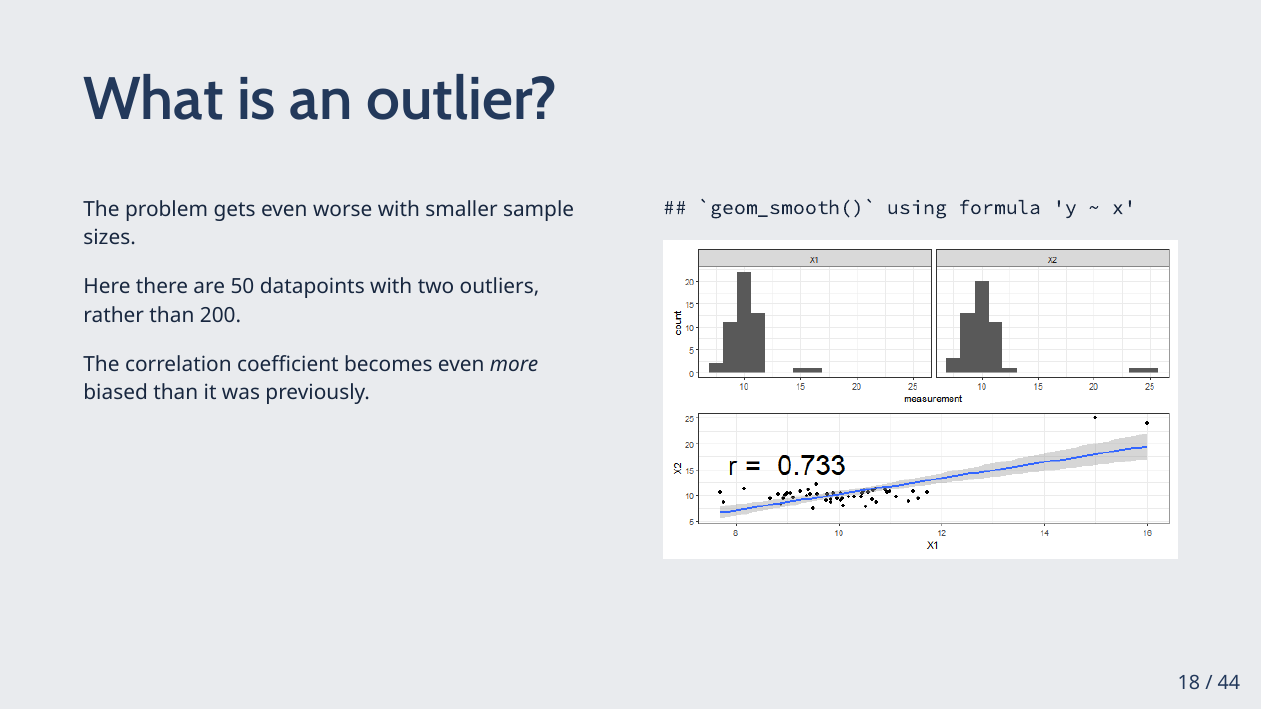 What is an outlier?
The problem gets even worse with smaller sample
sizes.
Here there are 50 datapoints with two outliers,
rather than 200.
The correlation coefficient becomes even more
biased than it was previously.
## `geom_smooth()` using formula 'y ~ x'
X1 X2
20
15
10
5
0
count
10 15 20 25 10 15 20 25
measurement
25
20
15
10
5
X2
r = 0.733
8 10 12 14 16
X1
18 / 44